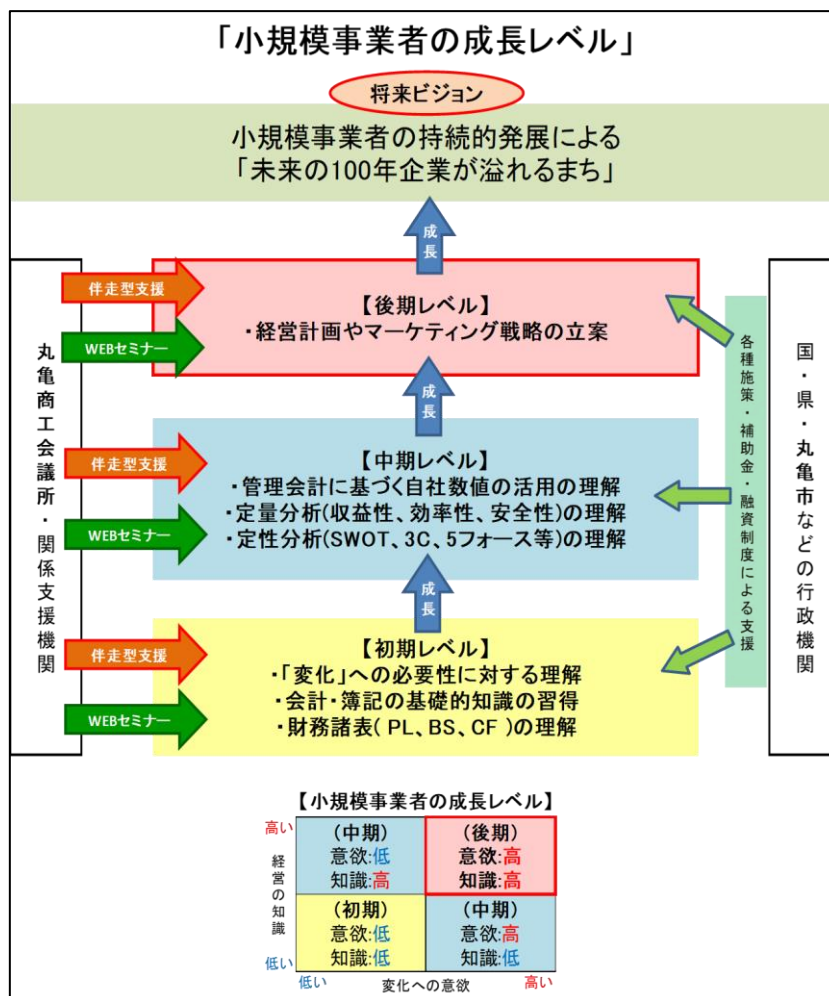 「小規模事業者の成長レベル」
将来ビジョン
小規模事業者の持続的発展による
「未来の100年企業が溢れるまち」
成長
丸亀商工会議所・関係支援機関
伴走型支援
WEBセミナー
【後期レベル】
・経営計画やマーケティング戦略の立案
成長
伴走型支援
WEBセミナー
【中期レベル】
・管理会計に基づく自社数値の活用の理解
・定量分析(収益性、効率性、安全性)の理解
・定性分析(SWOT、3C、5フォース等)の理解
成長
伴走型支援
WEBセミナー
【初期レベル】
・「変化」への必要性に対する理解
・会計・簿記の基礎的知識の習得
・財務諸表( PL、BS、CF )の理解
各種施策・補助金・融資制度による支援
国・県・丸亀市などの行政機関
【小規模事業者の成長レベル】
高い
経営の知識
低い
(中期)
意欲:低
知識:高
(後期)
意欲:高
知識:高
(初期)
意欲:低
知識:低
(中期)
意欲:高
知識:低
低い
変化への意欲
高い